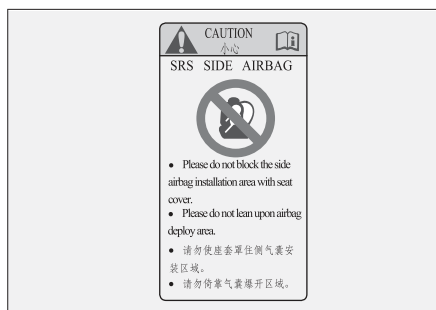 CAUTION
小心
SRS SIDE AIRBAG
• Please do not block the side
airbag installation area with seat
cover.
• Please do not lean upon airbag
deploy area.
• 请勿使座套罩住侧气囊安
装区域。
• 请勿倚靠气囊爆开区域。